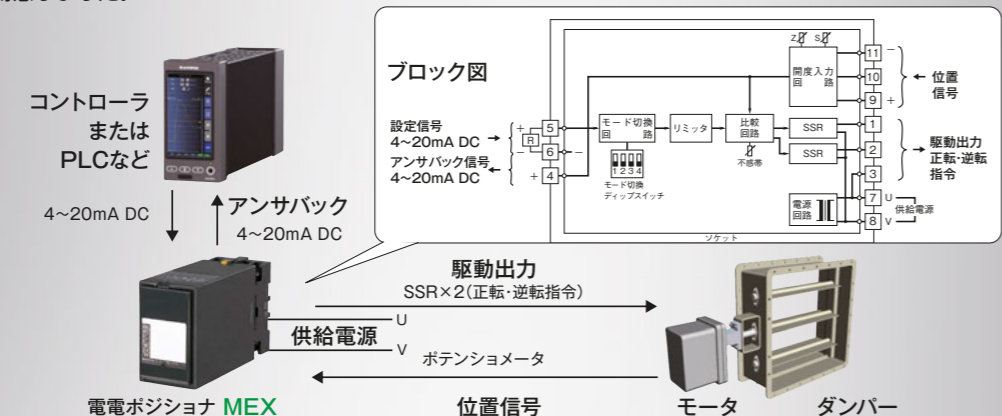 ブロック図
Z S
開度入力
回 路
11 −
10
9 +
位置
信号
設定信号
4~20mA DC
アンサバック信号
4~20mA DC
+ 5
R
− 6 −
+ 4
モード切換
回 路
リミッタ
比較
回路
不感帯
SSR
SSR
1
2
3
駆動出力
正転・逆転
指令
1 2 3 4
モード切換
ディップスイッチ
電源
回路
7 U
8 V
供給電源
ソケット
コントローラ
または
PLCなど
4~20mA DC
アンサバック
4~20mA DC
駆動出力
SSR×2(正転・逆転指令)
U
供給電源
V
ポテンショメータ
電電ポジショナ MEX
位置信号
モータ
ダンパー